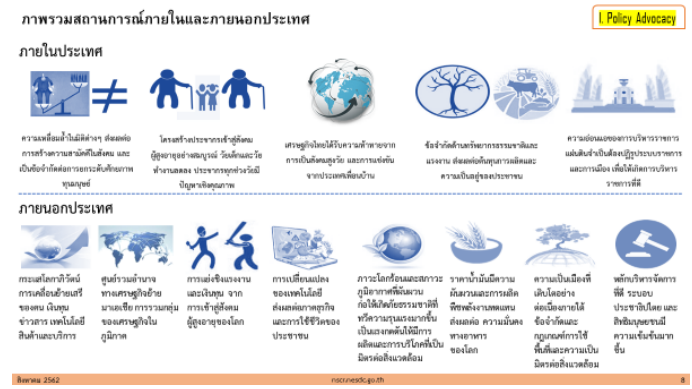 ภาพรวมสถานการณ์ภายในและภายนอกประเทศ
I. Policy Advocacy
ภายในประเทศ
ความเหลื่อมล้ำในมิติต่างๆ ส่งผลต่อ
การสร้างความสามัคคีในสังคม และ
เป็นข้อจำกัดต่อการยกระดับศักยภาพ
ทุนมนุษย์
โครงสร้างประชากรเข้าสู่สังคม
ผู้สูงอายุอย่างสมบูรณ์ วัยเด็กและวัย
ทำงานลดลง ประชากรทุกช่วงวัยมี
ปัญหาเชิงคุณภาพ
เศรษฐกิจไทยได้รับความท้าทายจาก
การเป็นสังคมสูงวัย และการแข่งขัน
จากประเทศเพื่อนบ้าน
ข้อจำกัดด้านทรัพยากรธรรมชาติและ
แรงงาน ส่งผลต่อต้นทุนการผลิตและ
ความเป็นอยู่ของประชาชน
ความอ่อนแอของการบริหารราชการ
แผ่นดินจำเป็นต้องปฏิรูประบบราชการ
และการเมือง เพื่อให้เกิดการบริหาร
ราชการที่ดี
ภายนอกประเทศ
กระแสโลกาภิวัตน์
การเคลื่อนย้ายเสรี
ของคน เงินทุน
ข่าวสาร เทคโนโลยี
สินค้าและบริการ
ศูนย์รวมอำนาจ
ทางเศรษฐกิจย้าย
มาเอเชีย การรวมกลุ่ม
ของเศรษฐกิจใน
ภูมิภาค
การแย่งชิงแรงงาน
และเงินทุน จาก
การเข้าสู่สังคม
ผู้สูงอายุของโลก
การเปลี่ยนแปลง
ของเทคโนโลยี
ส่งผลต่อภาคธุรกิจ
และการใช้ชีวิตของ
ประชาชน
ภาวะโลกร้อนและสภาวะ
ภูมิอากาศที่ผันผวน
ก่อให้เกิดภัยธรรมชาติที่
ทวีความรุนแรงมากขึ้น
เป็นแรงกดดันให้มีการ
ผลิตและการบริโภคที่เป็น
มิตรต่อสิ่งแวดล้อม
ราคาน้ำมันมีความ
ผันผวนและการผลิต
พืชพลังงานทดแทน
ส่งผลต่อ ความมั่นคง
ทางอาหาร
ของโลก
ความเป็นเมืองที่
เติบโตอย่าง
ต่อเนื่องภายใต้
ข้อจำกัดและ
กฎเกณฑ์การใช้
พื้นที่และความเป็น
มิตรต่อสิ่งแวดล้อม
หลักบริหารจัดการ
ที่ดี ระบอบ
ประชาธิปไตย และ
สิทธิมนุษยชนมี
ความเข้มข้นมาก
ขึ้น
สิงหาคม 2562
nscr.nesdc.go.th
8